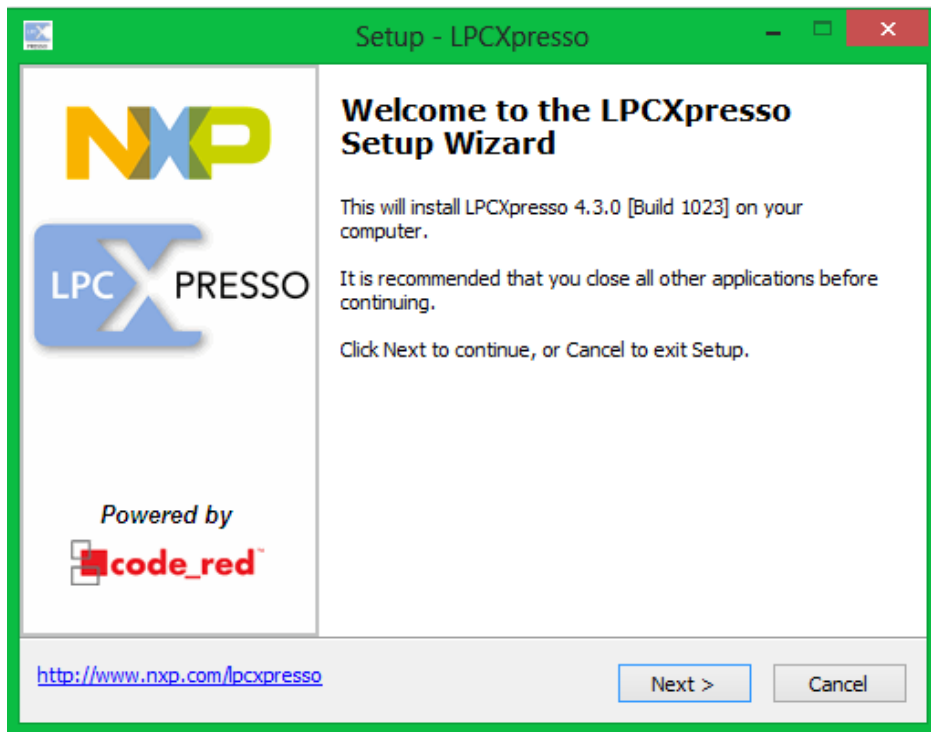 Setup - LPCXpresso
NXP
LPC XPRESSO
Welcome to the LPCXpresso
Setup Wizard
This will install LPCXpresso 4.3.0 [Build 1023] on your
computer.
It is recommended that you close all other applications before
continuing.
Click Next to continue, or Cancel to exit Setup.
Powered by
code_red™
http://www.nxp.com/lpcxpresso
Next >
Cancel